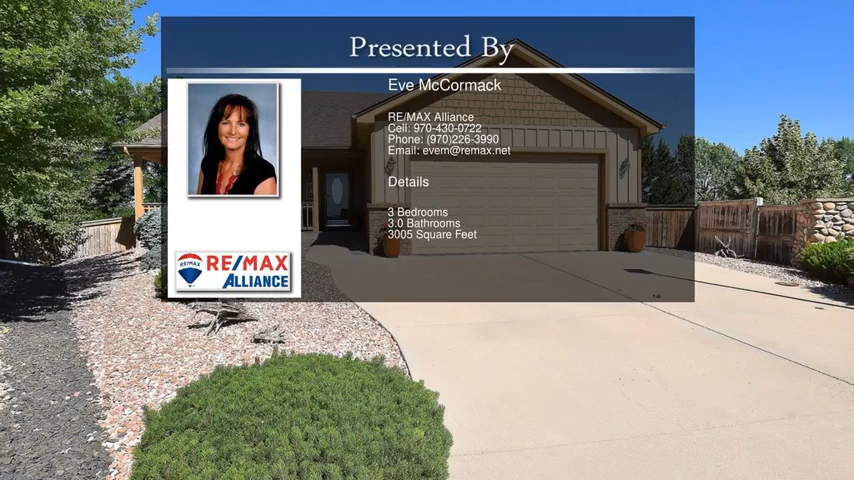 Presented By
Eve McCormack
RE/MAX Alliance
Cell: 970-430-0722
Phone: (970)226-3990
Email: evem@remax.net
Details
3 Bedrooms
3.0 Bathrooms
3005 Square Feet
RE/MAX
RE/MAX
ALLIANCE